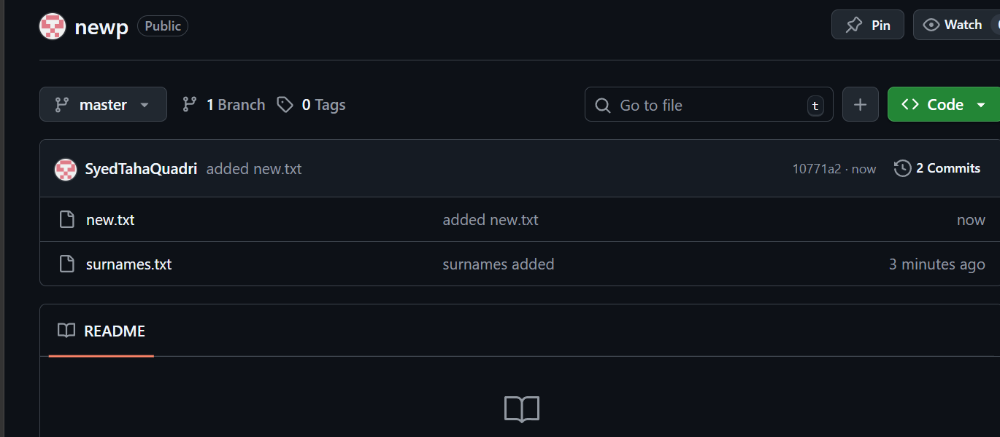 newp Public Pin Watch
master 1 Branch 0 Tags Go to file t Code
SyedTahaQuadri added new.txt 10771a2 · now 2 Commits
new.txt added new.txt now
surnames.txt surnames added 3 minutes ago
README